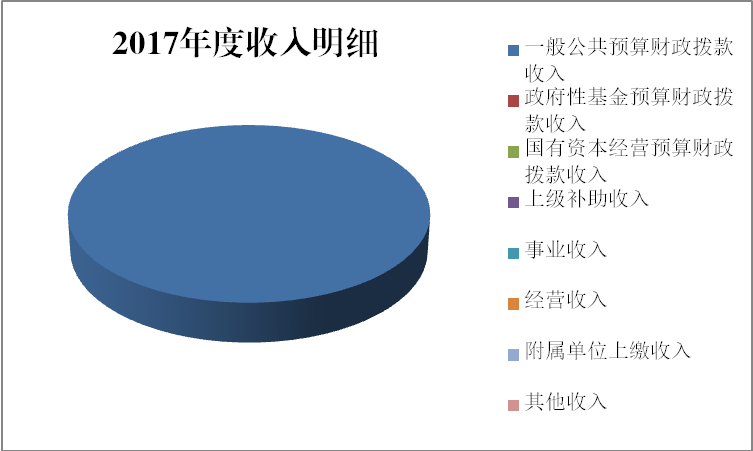 2017年度收入明细
一般公共预算财政拨款
收入
政府性基金预算财政拨
款收入
国有资本经营预算财政
拨款收入
上级补助收入
事业收入
经营收入
附属单位上缴收入
其他收入